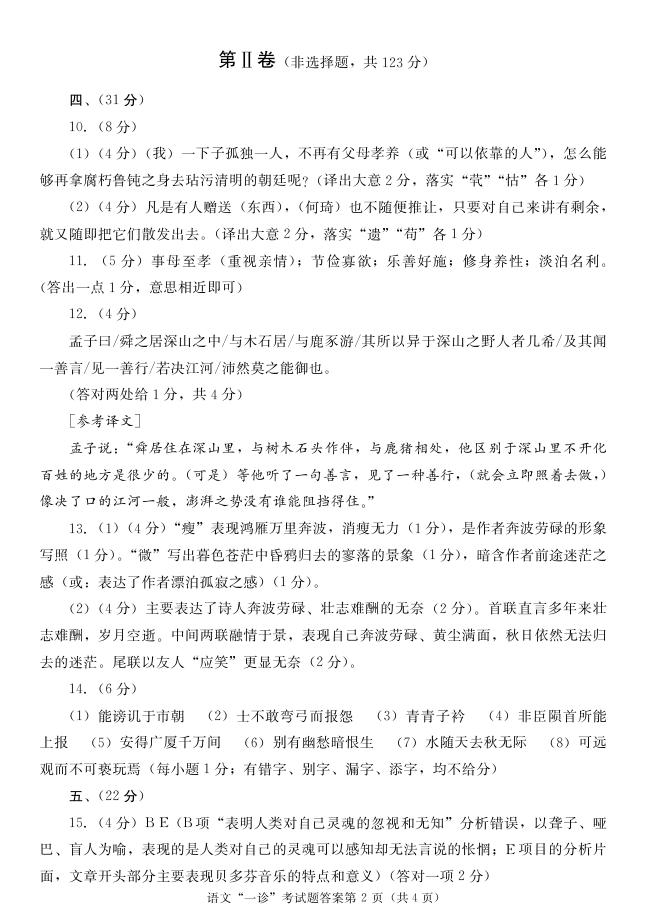 第Ⅱ卷（非选择题，共 123 分）
四、（31 分）
10．（8 分）
（1）（4 分）（我）一下子孤独一人，不再有父母孝养（或“可以依靠的人”），怎么能
够再拿腐朽鲁钝之身去玷污清明的朝廷呢？（译出大意 2 分，落实“茕”“怙”各 1 分）
（2）（4 分）凡是有人赠送（东西），（何琦）也不随便推让，只要对自己来讲有剩余，
就又随即把它们散发出去。（译出大意 2 分，落实“遗”“苟”各 1 分）
11．（5 分）事母至孝（重视亲情）；节俭寡欲；乐善好施；修身养性；淡泊名利。
（答出一点 1 分，意思相近即可）
12．（4 分）
孟子曰/舜之居深山之中/与木石居/与鹿豕游/其所以异于深山之野人者几希/及其闻
一善言/见一善行/若决江河/沛然莫之能御也。
（答对两处给 1 分，共 4 分）
［参考译文］
孟子说：“舜居住在深山里，与树木石头作伴，与鹿猪相处，他区别于深山里不开化
百姓的地方是很少的。（可是）等他听了一句善言，见了一种善行，（就会立即照着去做，）
像决了口的江河一般，澎湃之势没有谁能阻挡得住。”
13．（1）（4 分）“瘦”表现鸿雁万里奔波，消瘦无力（1 分），是作者奔波劳碌的形象
写照（1 分）。“微”写出暮色苍茫中昏鸦归去的寥落的景象（1 分），暗含作者前途迷茫之
感（或：表达了作者漂泊孤寂之感）（1 分）。
（2）（4 分）主要表达了诗人奔波劳碌、壮志难酬的无奈（2 分）。首联直言多年来壮
志难酬，岁月空逝。中间两联融情于景，表现自己奔波劳碌、黄尘满面，秋日依然无法归
去的迷茫。尾联以友人“应笑”更显无奈（2 分）。
14．（6 分）
（1）能谤讥于市朝　（2）士不敢弯弓而报怨　（3）青青子衿　（4）非臣陨首所能
上报　（5）安得广厦千万间　（6）别有幽愁暗恨生　（7）水随天去秋无际　（8）可远
观而不可亵玩焉（每小题 1 分；有错字、别字、漏字、添字，均不给分）
五、（22 分）
15．（4 分）B E（B 项“表明人类对自己灵魂的忽视和无知”分析错误，以聋子、哑
巴、盲人为喻，表现的是人类对自己的灵魂可以感知却无法言说的怅惘；E 项目的分析片
面，文章开头部分主要表现贝多芬音乐的特点和意义）（答对一项 2 分）
语文“一诊”考试题答案第 2 页（共 4 页）